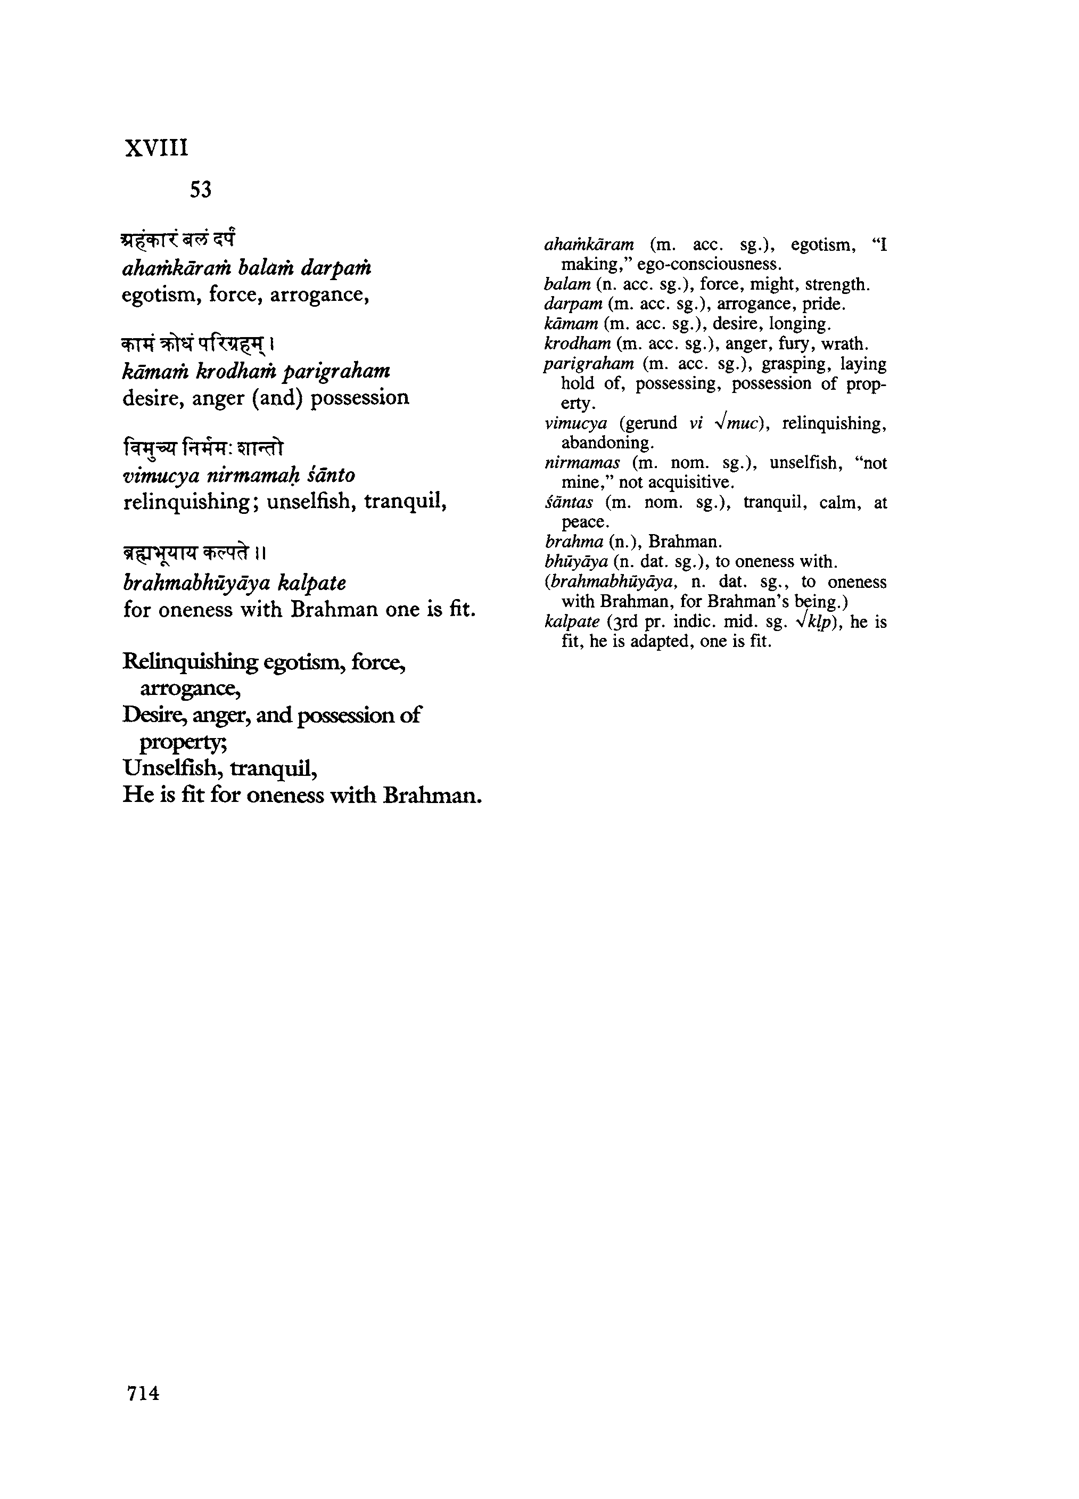 XVIII
53
अहंकारं बलं दर्पं
ahaṁkāraṁ balaṁ darpaṁ
egotism, force, arrogance,
कामं क्रोधं परिग्रहम् ।
kāmaṁ krodhaṁ parigraham
desire, anger (and) possession
विमुच्य निर्ममः शान्तो
vimucya nirmamaḥ śānto
relinquishing; unselfish, tranquil,
ब्रह्मभूयाय कल्पते ॥
brahmabhūyāya kalpate
for oneness with Brahman one is fit.
Relinquishing egotism, force,
arrogance,
Desire, anger, and possession of
property;
Unselfish, tranquil,
He is fit for oneness with Brahman.
ahaṁkāram (m. acc. sg.), egotism, “I
making,” ego-consciousness.
balam (n. acc. sg.), force, might, strength.
darpam (m. acc. sg.), arrogance, pride.
kāmam (m. acc. sg.), desire, longing.
krodham (m. acc. sg.), anger, fury, wrath.
parigraham (m. acc. sg.), grasping, laying
hold of, possessing, possession of prop-
erty.
vimucya (gerund vi √muc), relinquishing,
abandoning.
nirmamas (m. nom. sg.), unselfish, “not
mine,” not acquisitive.
śāntas (m. nom. sg.), tranquil, calm, at
peace.
brahma (n.), Brahman.
bhūyāya (n. dat. sg.), to oneness with.
(brahmabhūyāya, n. dat. sg., to oneness
with Brahman, for Brahman’s being.)
kalpate (3rd pr. indic. mid. sg. √kḷp), he is
fit, he is adapted, one is fit.
714